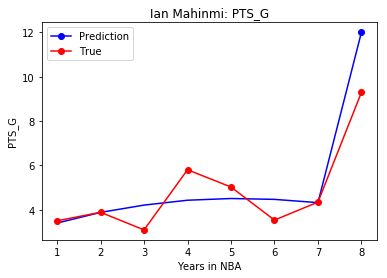 Ian Mahinmi: PTS_G
Prediction
True
12
10
8
6
4
PTS_G
1 2 3 4 5 6 7 8
Years in NBA